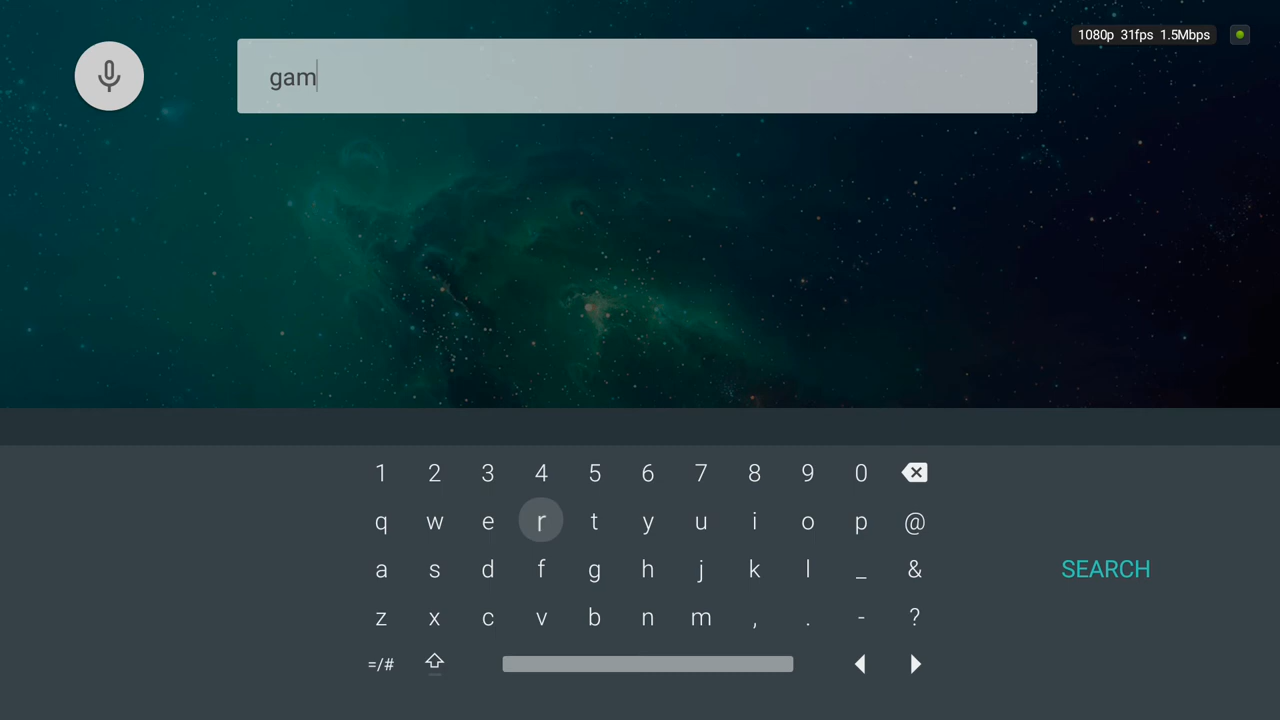 1080p 31fps 1.5Mbps
gam
1 2 3 4 5 6 7 8 9 0
q w e r t y u i o p @
a s d f g h j k l _ &
SEARCH
z x c v b n m , . - ?
=/#